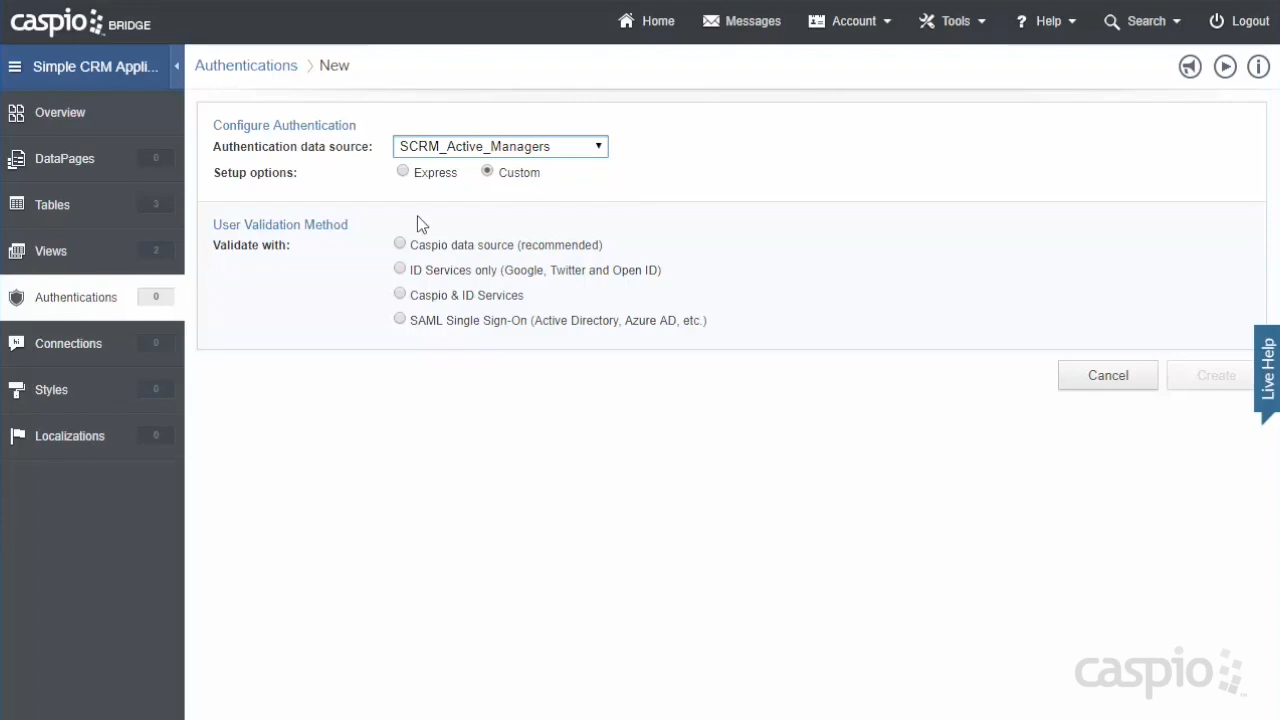 caspio BRIDGE
Home
Messages
Account
Tools
? Help
Search
Logout
Simple CRM Appli...
Authentications
New
Overview
DataPages 0
Tables 3
Views 2
Authentications 0
Connections 0
Styles 0
Localizations 0
Configure Authentication
Authentication data source: SCRM_Active_Managers
Setup options: Express Custom
User Validation Method
Validate with: Caspio data source (recommended)
ID Services only (Google, Twitter and Open ID)
Caspio & ID Services
SAML Single Sign-On (Active Directory, Azure AD, etc.)
Cancel
Create
Live Help
caspio